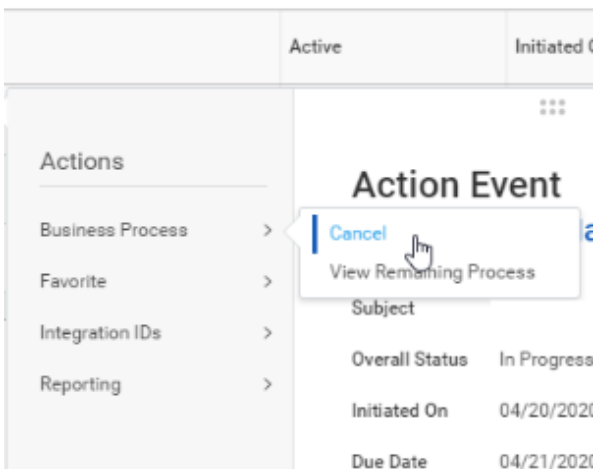 Active Initiated
Actions
Action Event
Business Process
Cancel
View Remaining Process
Favorite
Subject
Integration IDs
Overall Status In Progress
Reporting
Initiated On 04/20/2020
Due Date 04/21/2020